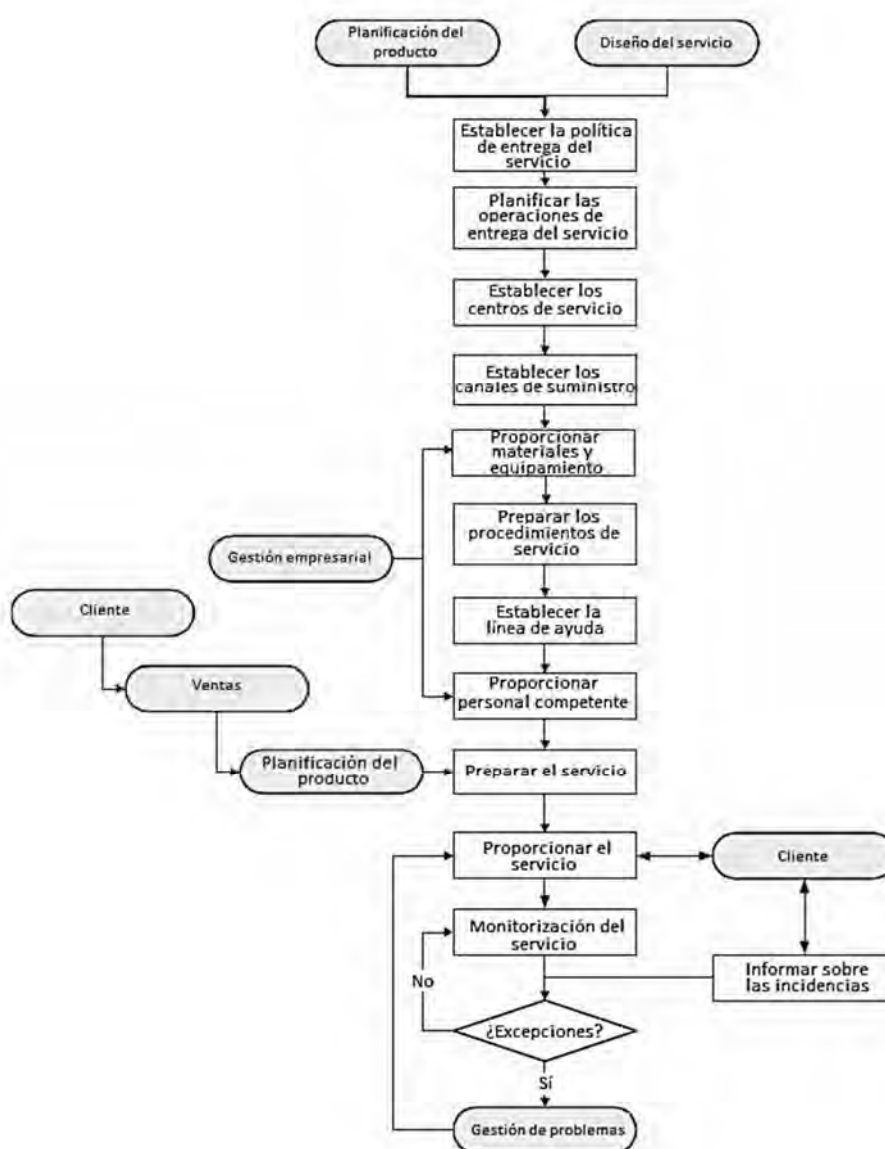 Planificación del
producto
Diseño del servicio
Establecer la política
de entrega del
servicio
Planificar las
operaciones de
entrega del servicio
Establecer los
centros de servicio
Establecer los
canales de suministro
Proporcionar
materiales y
equipamiento
Preparar los
procedimientos de
servicio
Gestión empresarial
Cliente
Establecer la
línea de ayuda
Ventas
Proporcionar
personal competente
Planificación del
producto
Preparar el servicio
Proporcionar el
servicio
Cliente
Monitorización del
servicio
Informar sobre
las incidencias
No
¿Excepciones?
Sí
Gestión de problemas